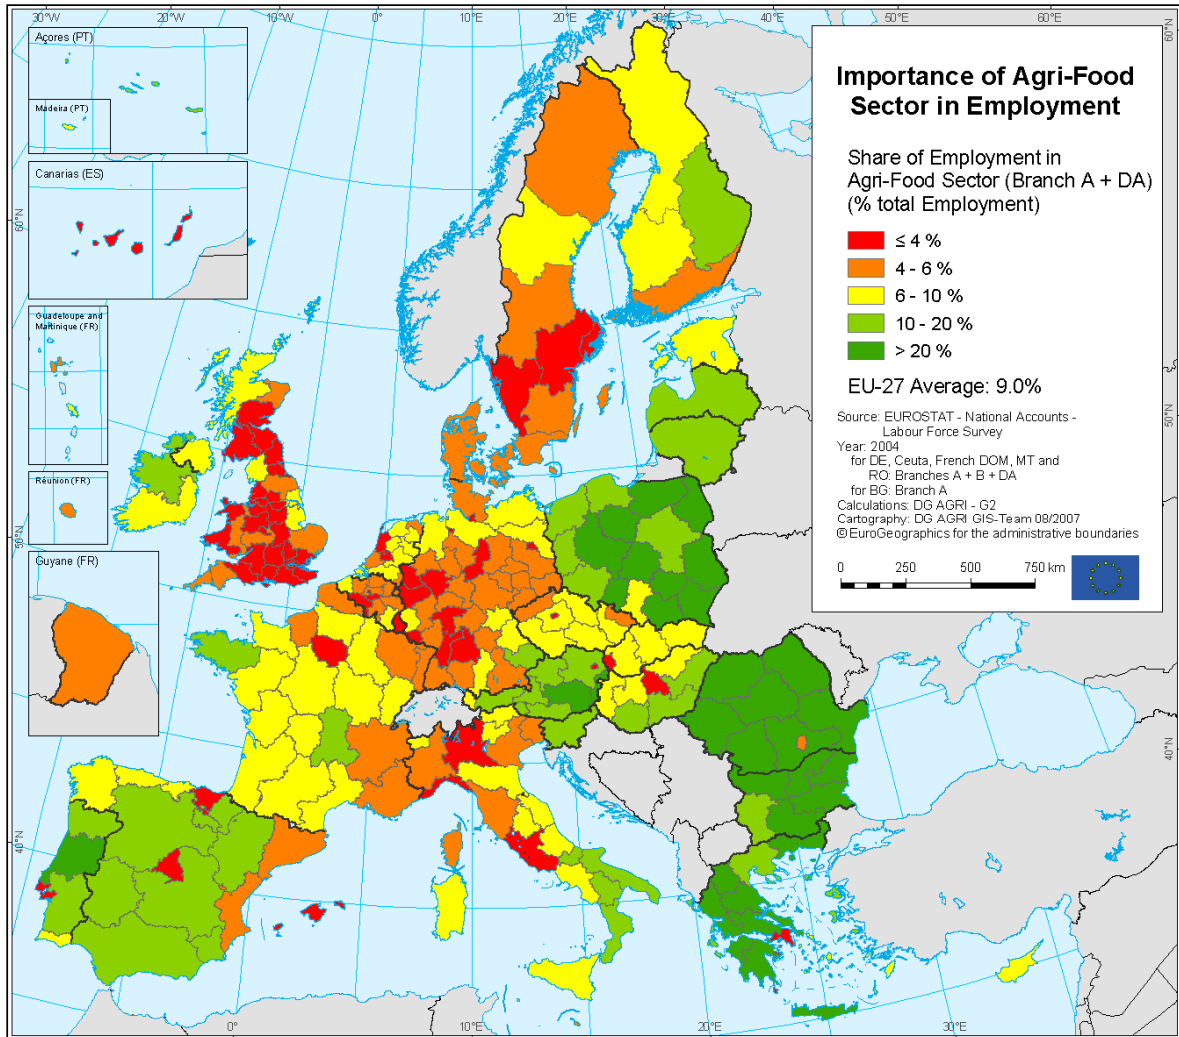 30°W
20°W
10°W
0°
10°E
20°E
30°E
40°E
50°E
60°E
Açores (PT)
Madeira (PT)
Canarias (ES)
Guadeloupe and
Martinique (FR)
Réunion (FR)
Guyane (FR)
Importance of Agri-Food
Sector in Employment
Share of Employment in
Agri-Food Sector (Branch A + DA)
(% total Employment)
≤ 4 %
4 - 6 %
6 - 10 %
10 - 20 %
> 20 %
EU-27 Average: 9.0%
Source: EUROSTAT - National Accounts -
Labour Force Survey
Year: 2004
for DE, Ceuta, French DOM, MT and
RO: Branches A + B + DA
for BG: Branch A
Calculations: DG AGRI - G2
Cartography: DG AGRI GIS-Team 08/2007
© EuroGeographics for the administrative boundaries
0 250 500 750 km
60°N
50°N
40°N
60°N
50°N
40°N
0°
10°E
20°E
30°E